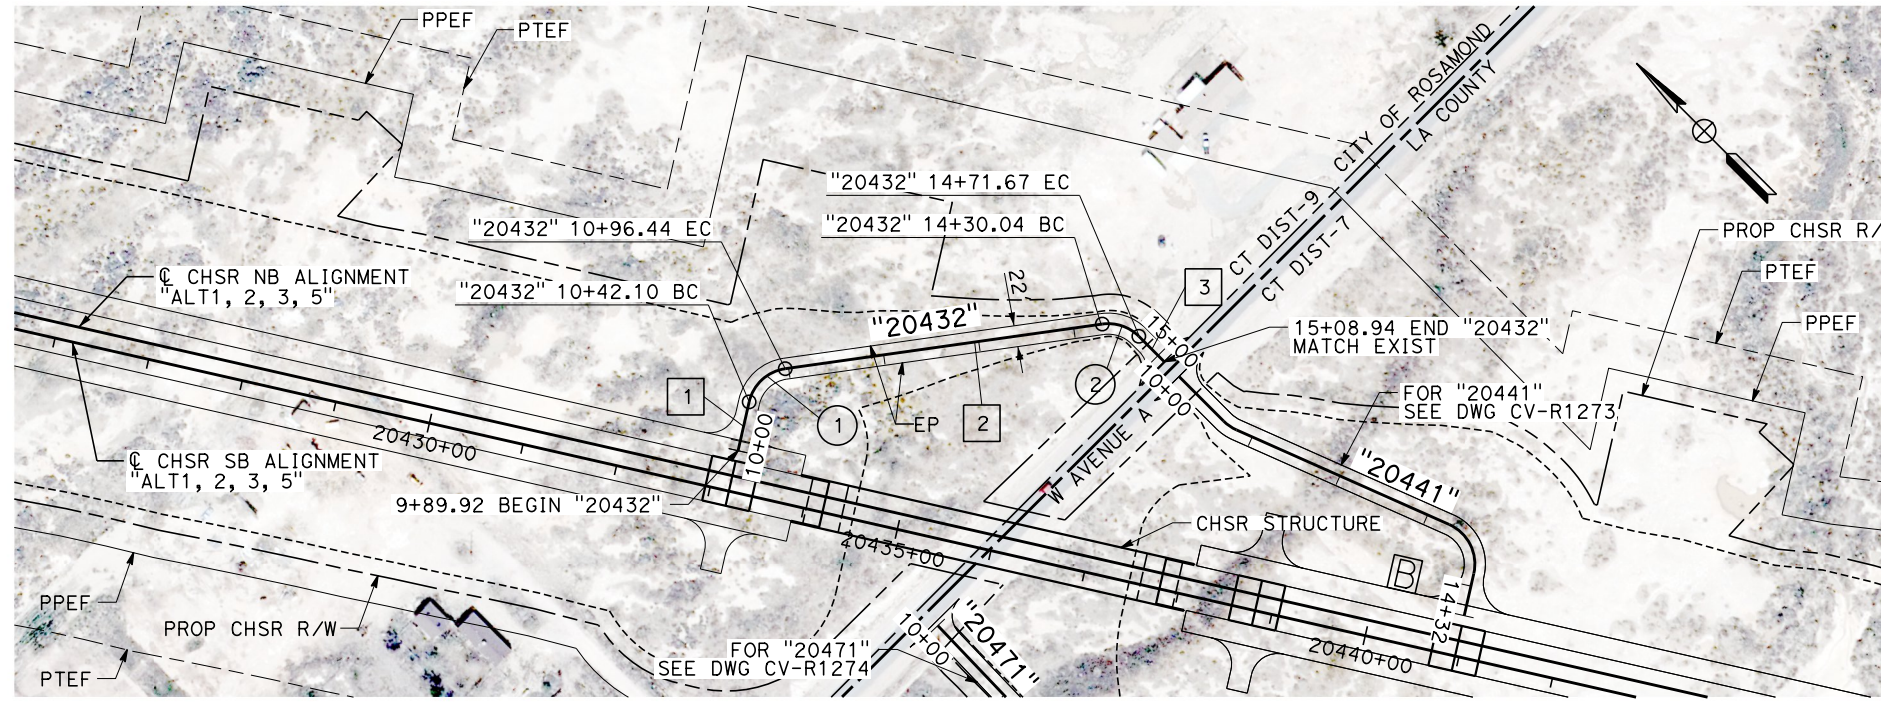 PPEF
PTEF
CITY OF ROSAMOND
LA COUNTY
CT DIST-9
CT DIST-7
"20432" 14+71.67 EC
"20432" 14+30.04 BC
"20432" 10+96.44 EC
"20432" 10+42.10 BC
PROP CHSR R/
PTEF
PPEF
℄ CHSR NB ALIGNMENT
"ALT1, 2, 3, 5"
22
3
"20432"
15+00
15+08.94 END "20432"
MATCH EXIST
1
2
10+00
FOR "20441"
SEE DWG CV-R1273
1
EP
2
W AVENUE A
10+00
"20441"
20430+00
℄ CHSR SB ALIGNMENT
"ALT1, 2, 3, 5"
9+89.92 BEGIN "20432"
CHSR STRUCTURE
20435+00
B
14+32
PPEF
PROP CHSR R/W
10+00
"20471"
FOR "20471"
SEE DWG CV-R1274
20440+00
PTEF